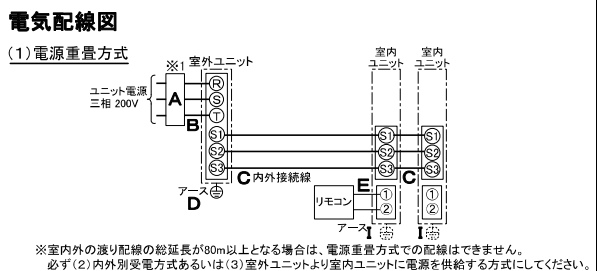 電気配線図
(1)電源重畳方式
※1 室外ユニット
室内
ユニット
室内
ユニット
ユニット電源
三相 200V
A
B
R
S
T
S1
S2
S3
S1
S2
S3
S1
S2
S3
C 内外接続線
C
アース
D
E
リモコン
①
②
①
②
アース
I
I
※室内外の渡り配線の総延長が80m以上となる場合は、電源重畳方式での配線はできません。
必ず(2)内外別受電方式あるいは(3)室外ユニットより室内ユニットに電源を供給する方式にしてください。